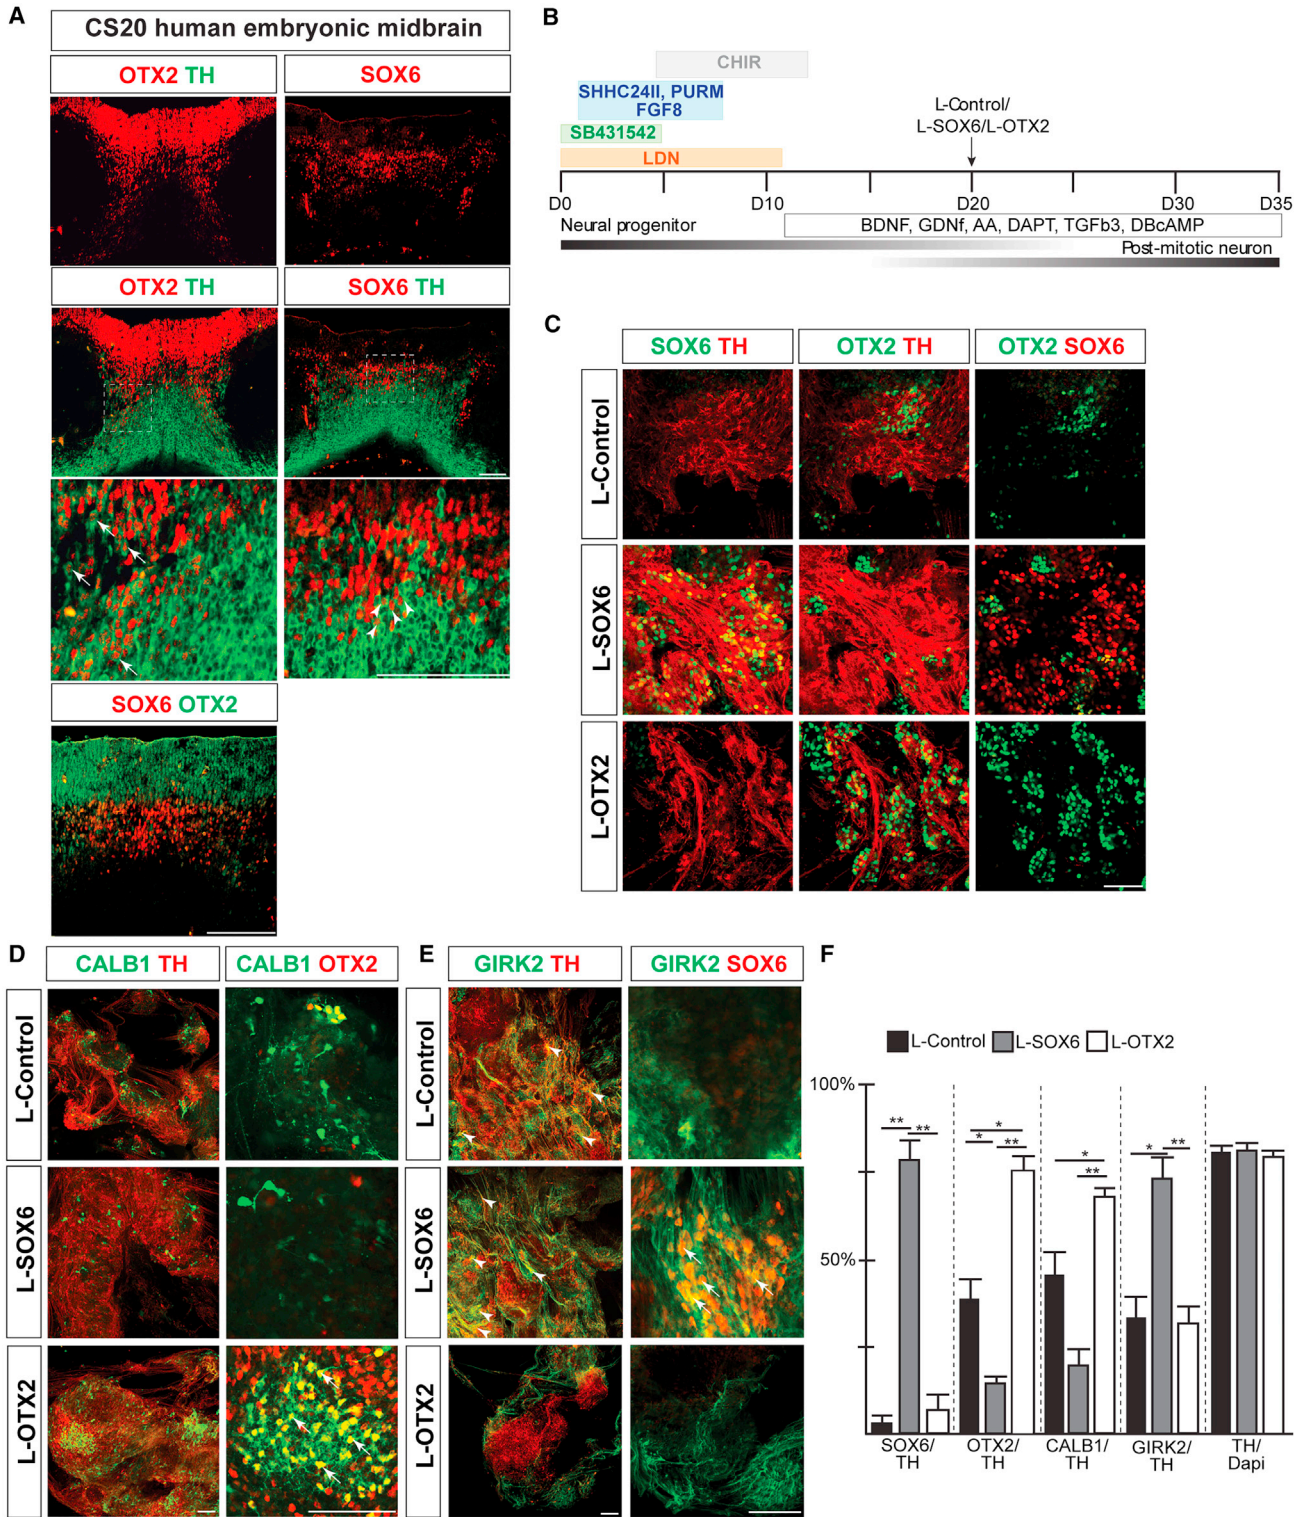 A
CS20 human embryonic midbrain
OTX2 TH
SOX6
OTX2 TH
SOX6 TH
SOX6 OTX2
B
CHIR
SHHC24II, PURM
FGF8
SB431542
LDN
L-Control/
L-SOX6/L-OTX2
D0
D10
D20
D30
D35
Neural progenitor
BDNF, GDNf, AA, DAPT, TGFb3, DBcAMP
Post-mitotic neuron
C
SOX6 TH
OTX2 TH
OTX2 SOX6
L-Control
L-SOX6
L-OTX2
D
CALB1 TH
CALB1 OTX2
L-Control
L-SOX6
L-OTX2
E
GIRK2 TH
GIRK2 SOX6
L-Control
L-SOX6
L-OTX2
F
L-Control L-SOX6 L-OTX2
100%
50%
** **
* * **
* **
* **
SOX6/
TH
OTX2/
TH
CALB1/
TH
GIRK2/
TH
TH/
Dapi